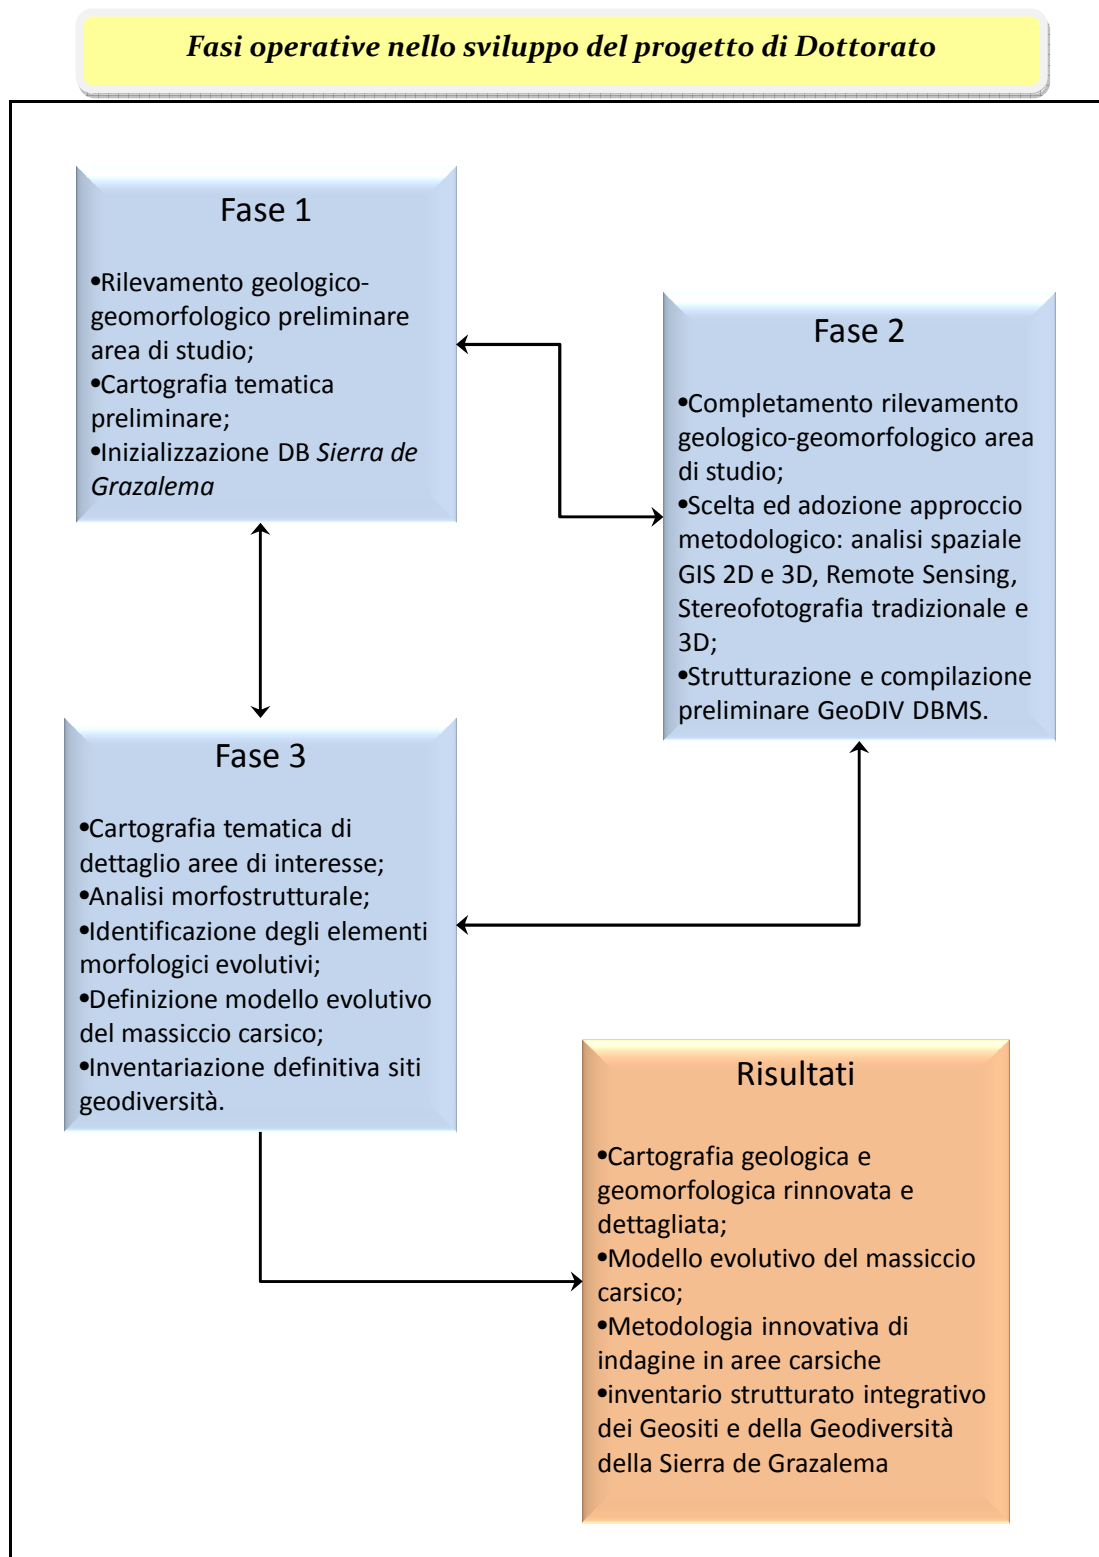 Fasi operative nello sviluppo del progetto di Dottorato
Fase 1
•Rilevamento geologico-
geomorfologico preliminare
area di studio;
•Cartografia tematica
preliminare;
•Inizializzazione DB Sierra de
Grazalema
Fase 2
•Completamento rilevamento
geologico-geomorfologico area
di studio;
•Scelta ed adozione approccio
metodologico: analisi spaziale
GIS 2D e 3D, Remote Sensing,
Stereofotografia tradizionale e
3D;
•Strutturazione e compilazione
preliminare GeoDIV DBMS.
Fase 3
•Cartografia tematica di
dettaglio aree di interesse;
•Analisi morfostrutturale;
•Identificazione degli elementi
morfologici evolutivi;
•Definizione modello evolutivo
del massiccio carsico;
•Inventariazione definitiva siti
geodiversità.
Risultati
•Cartografia geologica e
geomorfologica rinnovata e
dettagliata;
•Modello evolutivo del massiccio
carsico;
•Metodologia innovativa di
indagine in aree carsiche
•inventario strutturato integrativo
dei Geositi e della Geodiversità
della Sierra de Grazalema